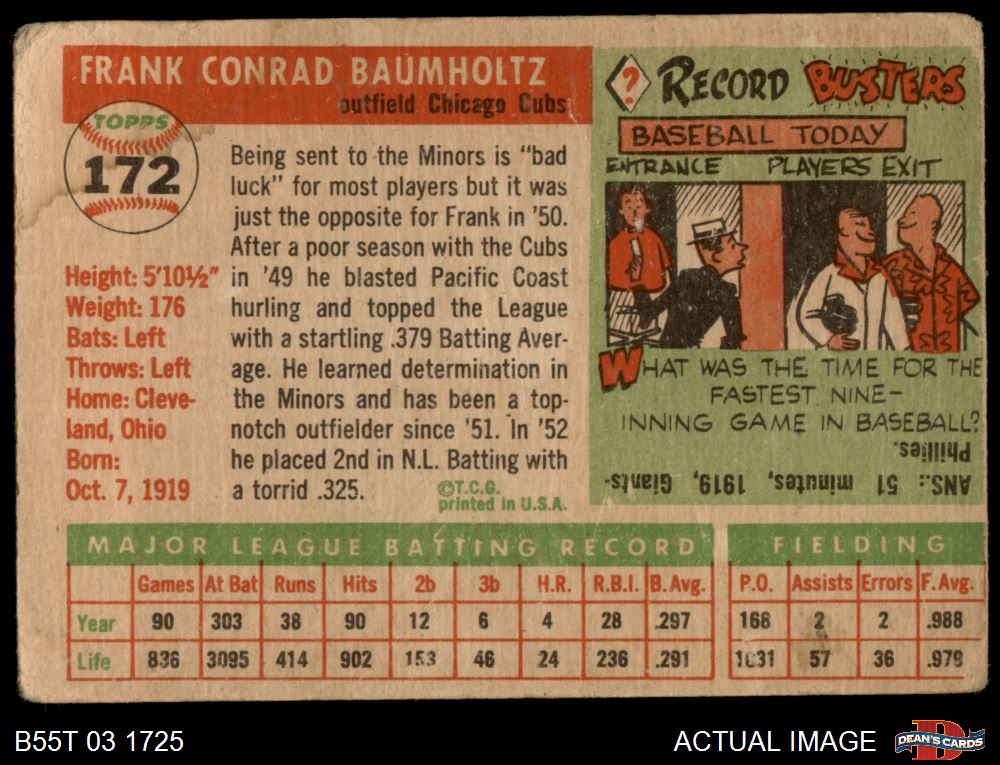 FRANK CONRAD BAUMHOLTZ
outfield Chicago Cubs
TOPPS
172
Height: 5'10½"
Weight: 176
Bats: Left
Throws: Left
Home: Cleve-
land, Ohio
Born:
Oct. 7, 1919
Being sent to the Minors is "bad
luck" for most players but it was
just the opposite for Frank in '50.
After a poor season with the Cubs
in '49 he blasted Pacific Coast
hurling and topped the League
with a startling .379 Batting Aver-
age. He learned determination in
the Minors and has been a top-
notch outfielder since '51. In '52
he placed 2nd in N.L. Batting with
a torrid .325.
©T.C.G.
printed in U.S.A.
? RECORD BUSTERS
BASEBALL TODAY
ENTRANCE PLAYERS EXIT
WHAT WAS THE TIME FOR THE
FASTEST NINE-
INNING GAME IN BASEBALL?
ANS.: 51 minutes, 1919, Giants-
Phillies.
MAJOR LEAGUE BATTING RECORD FIELDING
Games At Bat Runs Hits 2b 3b H.R. R.B.I. B. Avg. P.O. Assists Errors F. Avg.
Year 90 303 38 90 12 6 4 28 .297 168 2 2 .988
Life 836 3095 414 902 153 46 24 236 .291 1031 57 36 .979
B55T 03 1725 ACTUAL IMAGE DEAN'S CARDS